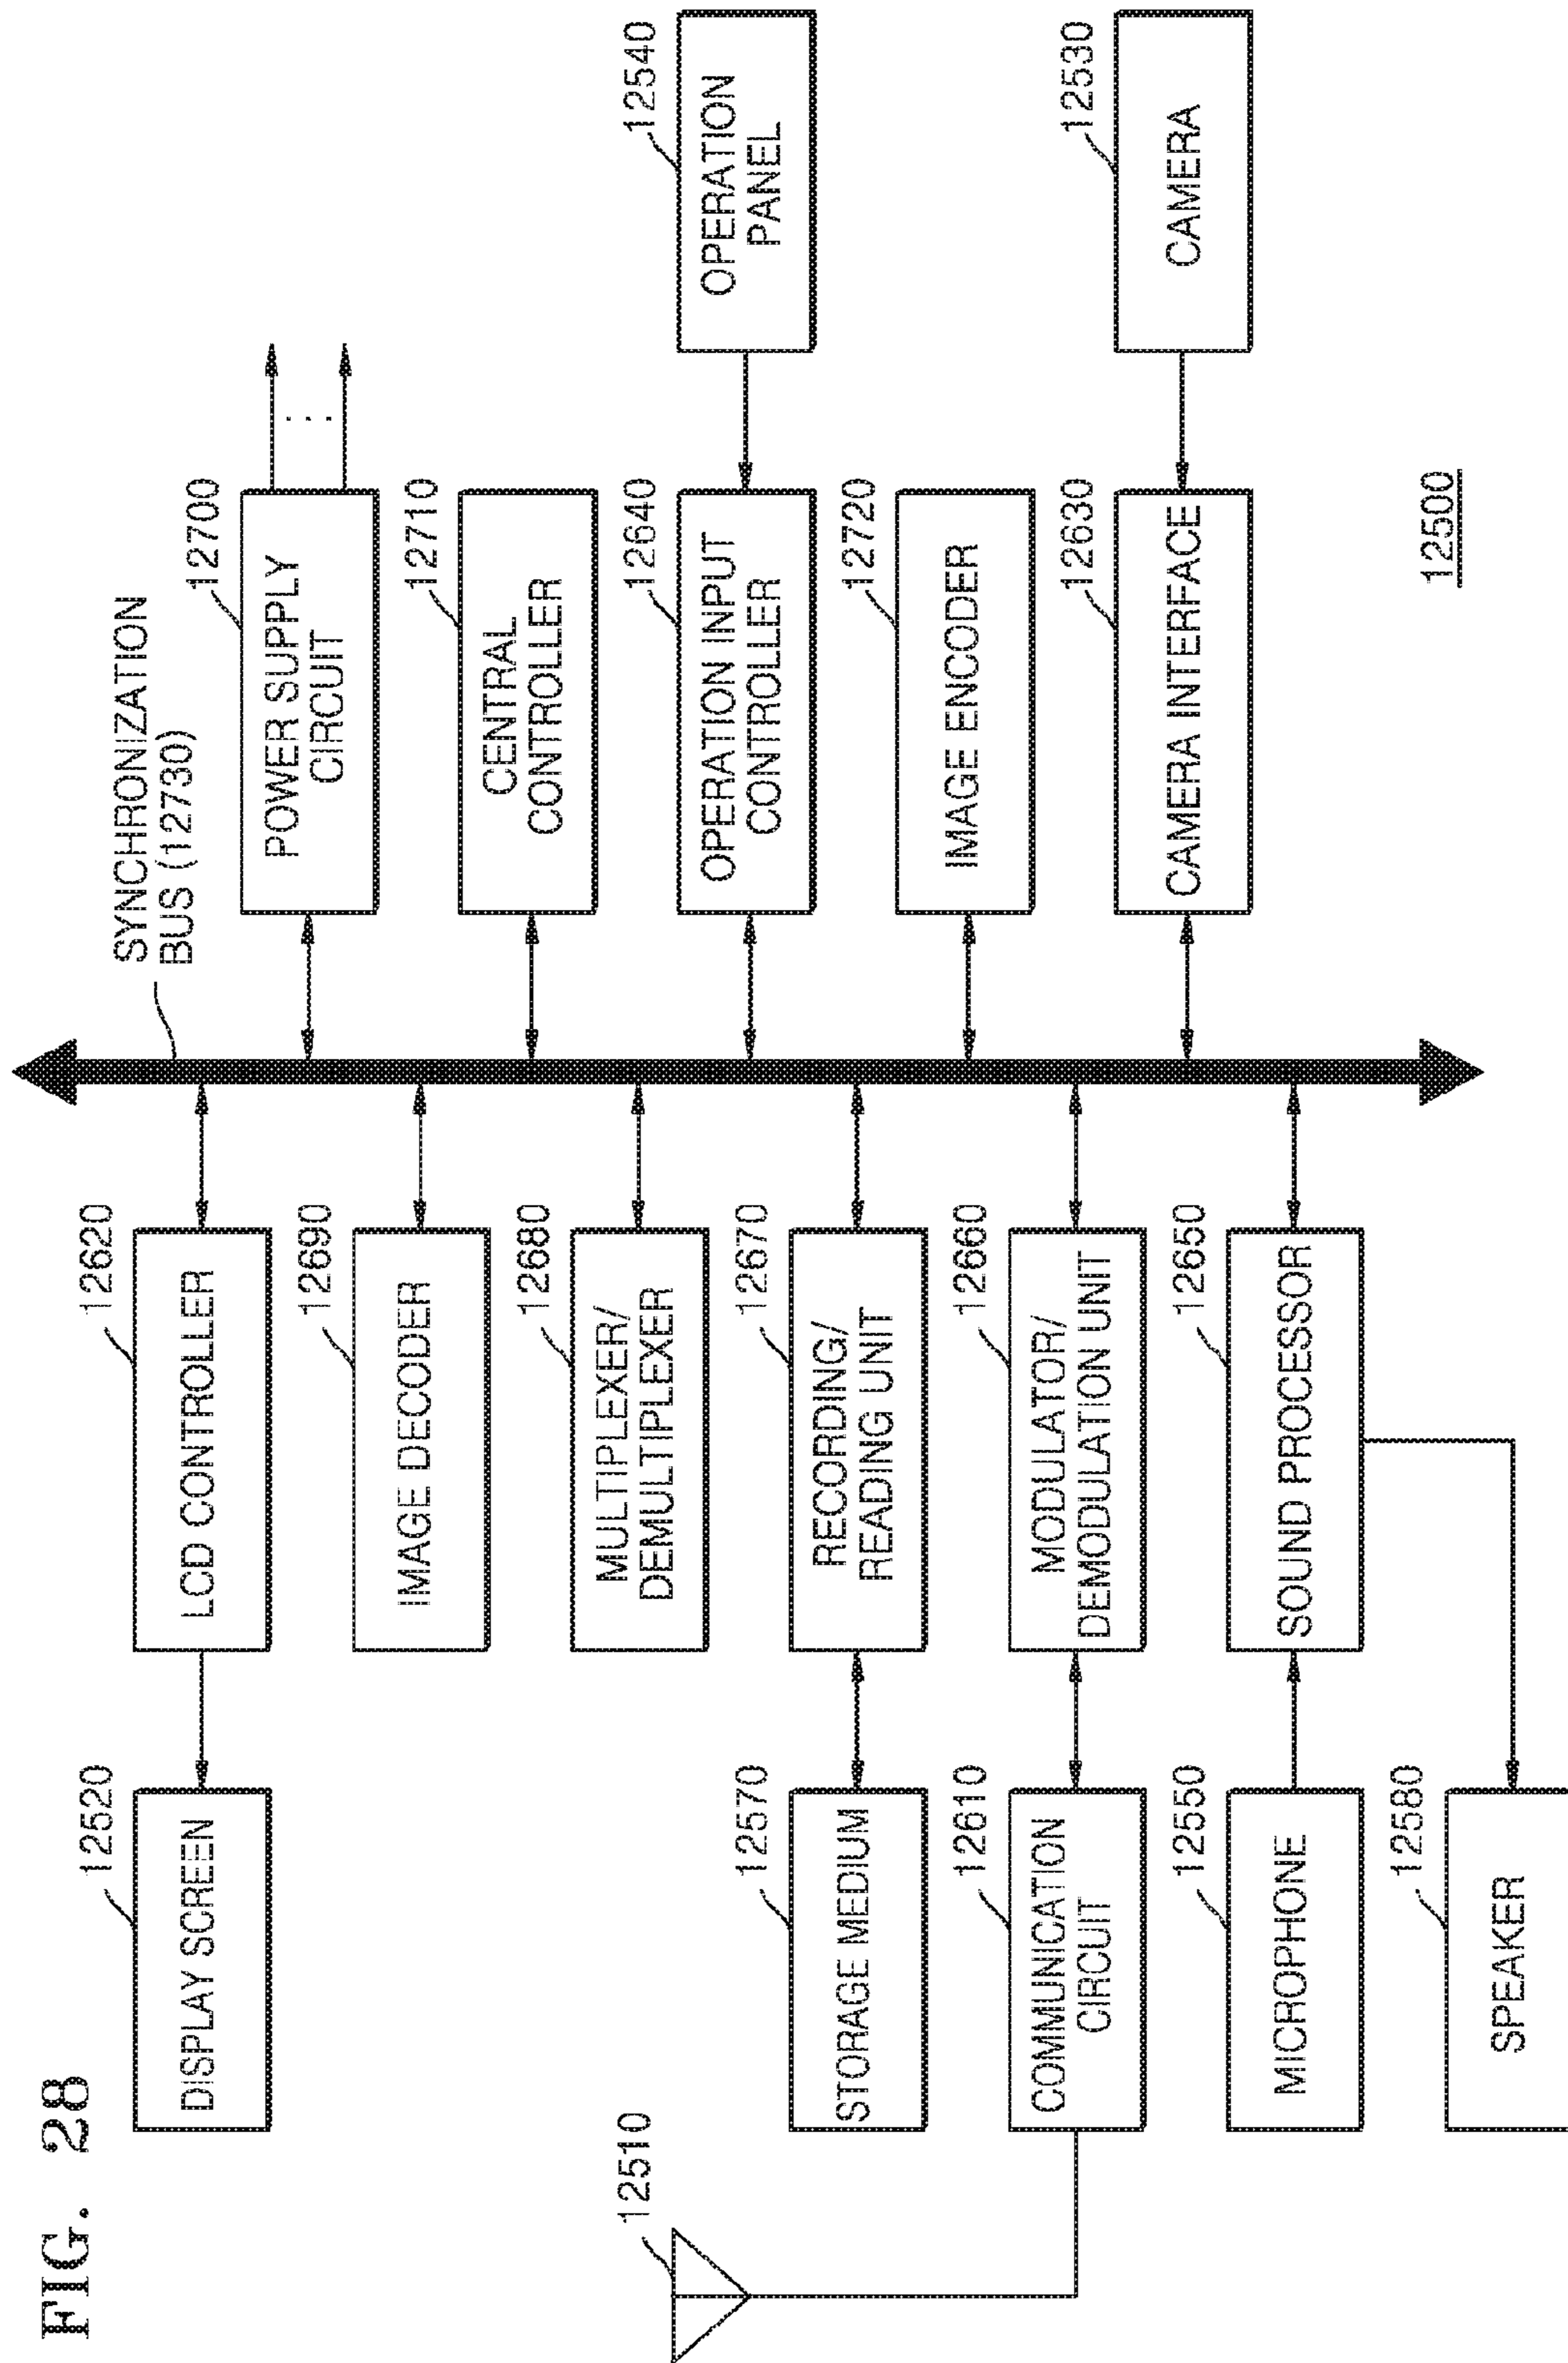 FIG. 28
12510
12520
DISPLAY SCREEN
12570
STORAGE MEDIUM
12610
COMMUNICATION
CIRCUIT
12550
MICROPHONE
12580
SPEAKER
12620
LCD CONTROLLER
12690
IMAGE DECODER
12680
MULTIPLEXER/
DEMULTIPLEXER
12670
RECORDING/
READING UNIT
12660
MODULATOR/
DEMODULATION UNIT
12650
SOUND PROCESSOR
SYNCHRONIZATION
BUS (12730)
12700
POWER SUPPLY
CIRCUIT
12710
CENTRAL
CONTROLLER
12640
OPERATION INPUT
CONTROLLER
12720
IMAGE ENCODER
12630
CAMERA INTERFACE
12540
OPERATION
PANEL
12530
CAMERA
12500